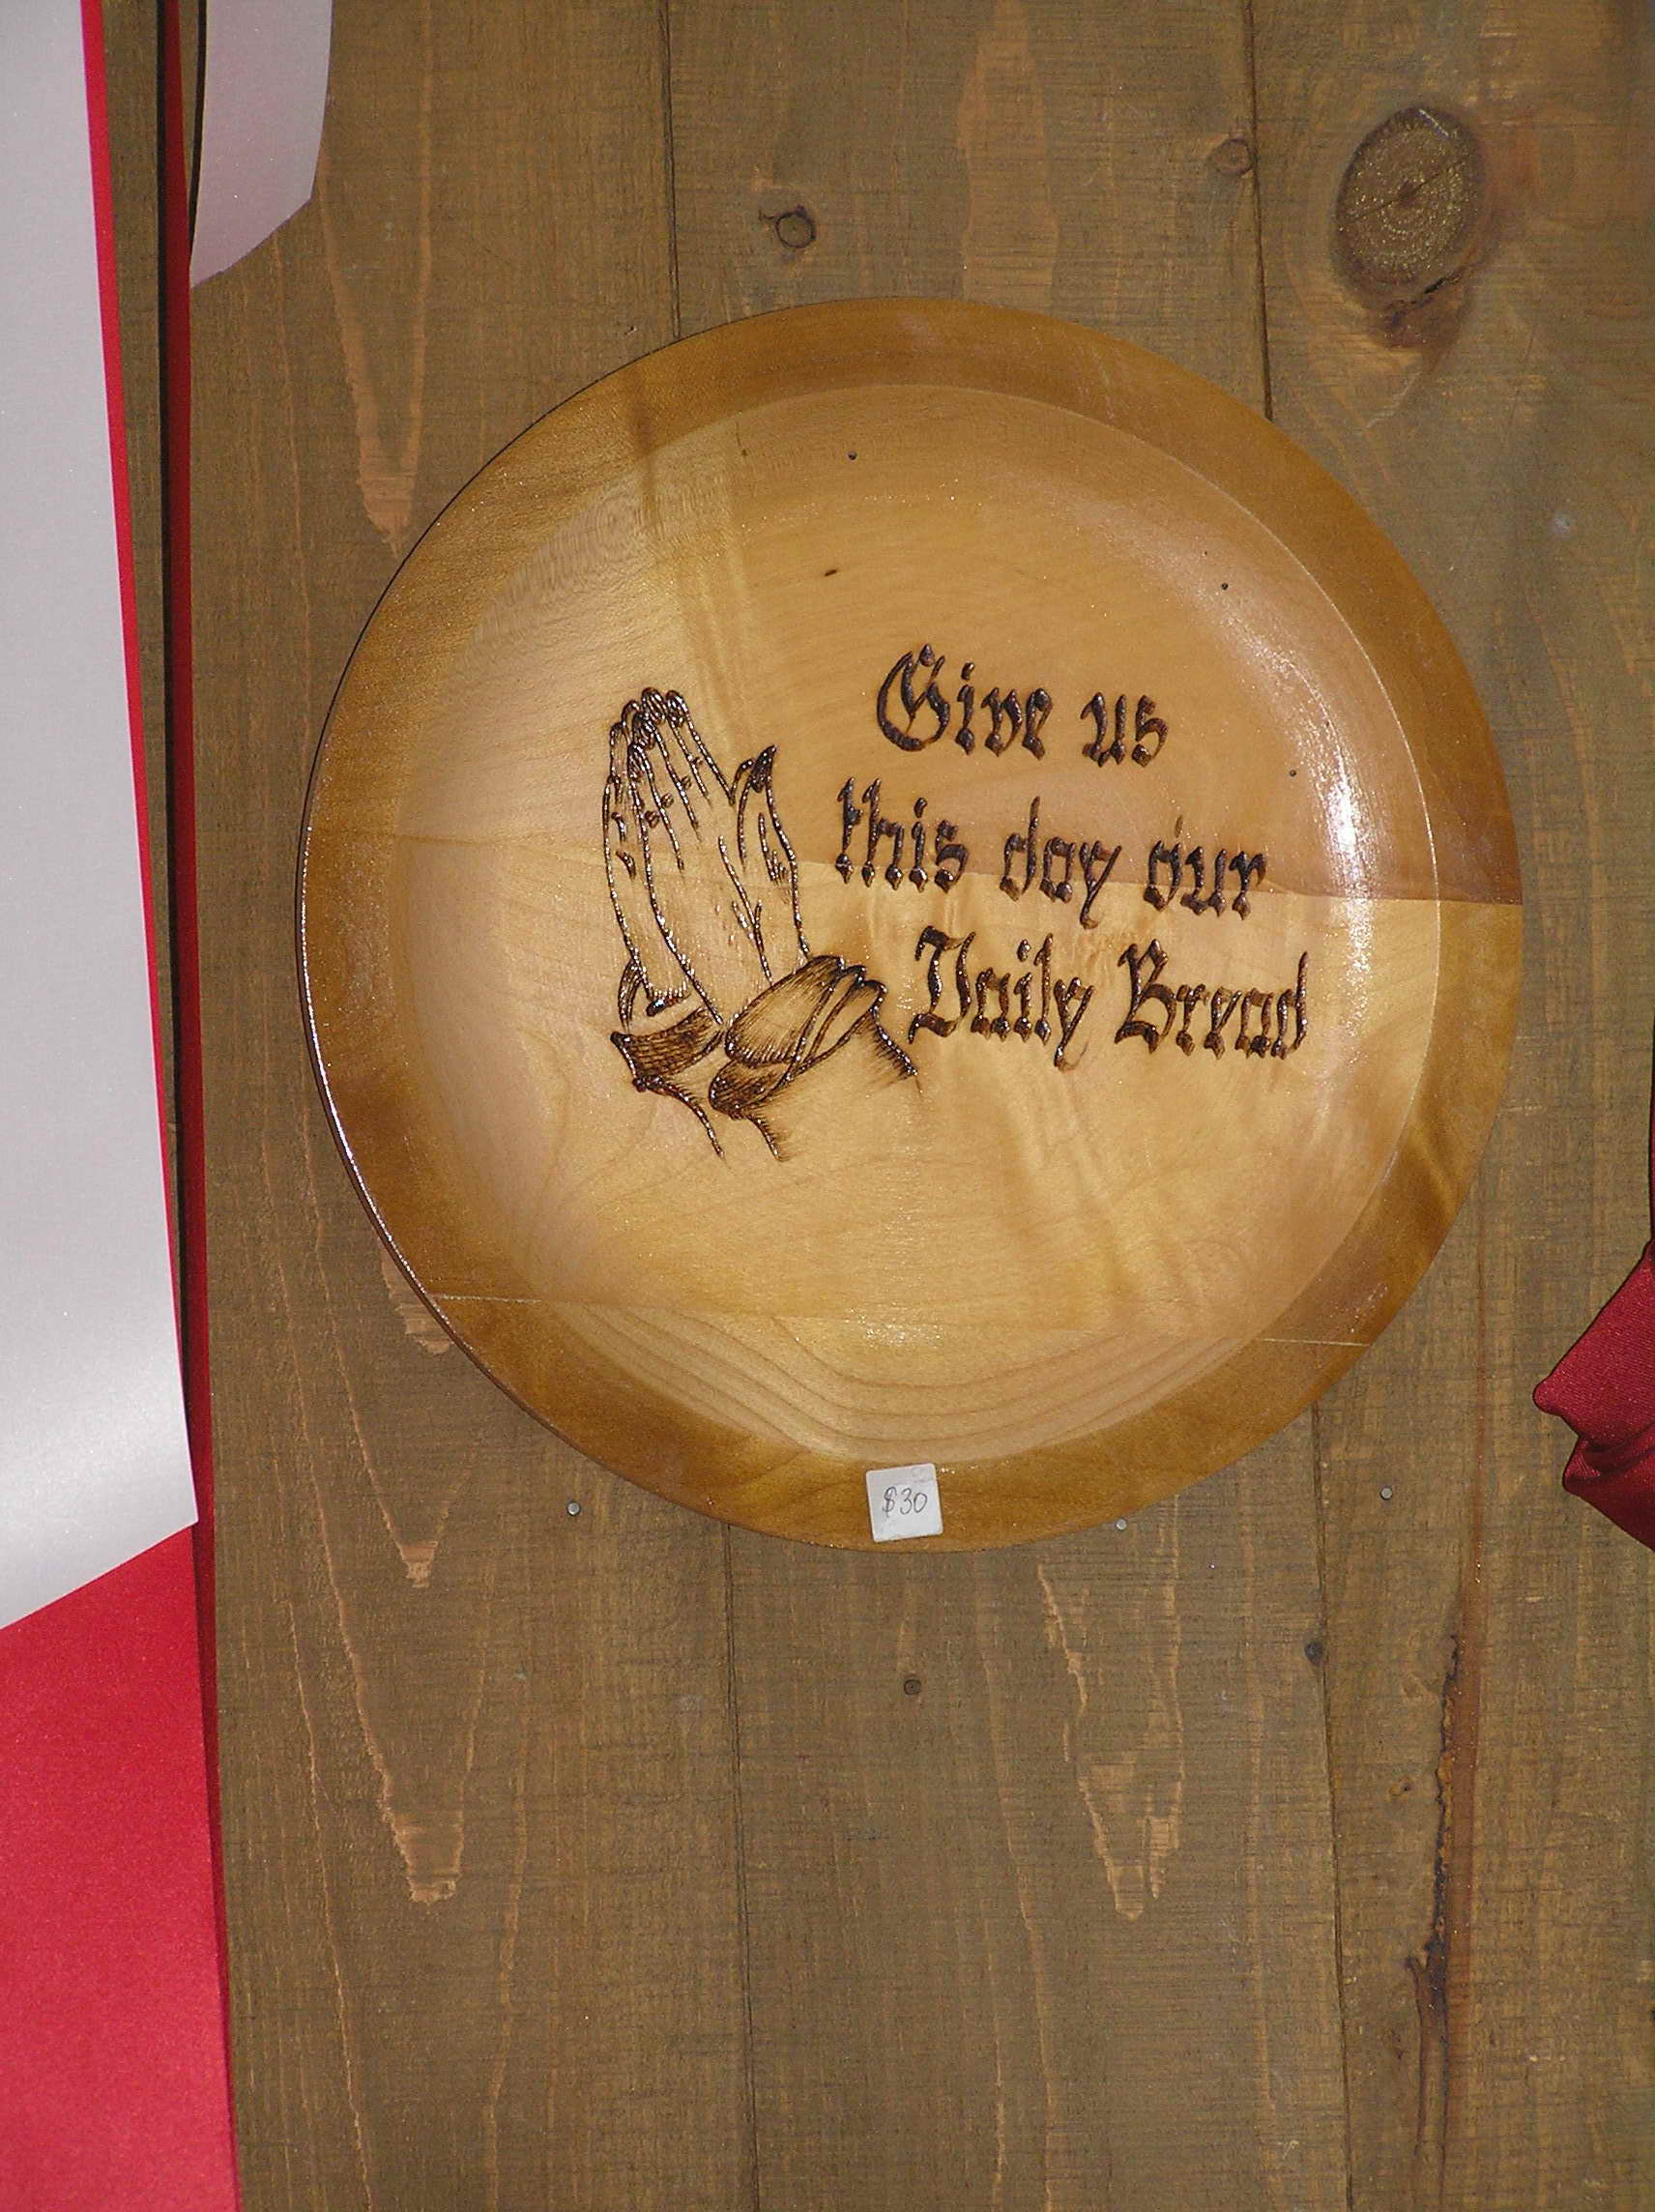 Give us
this day our
Daily Bread
$30